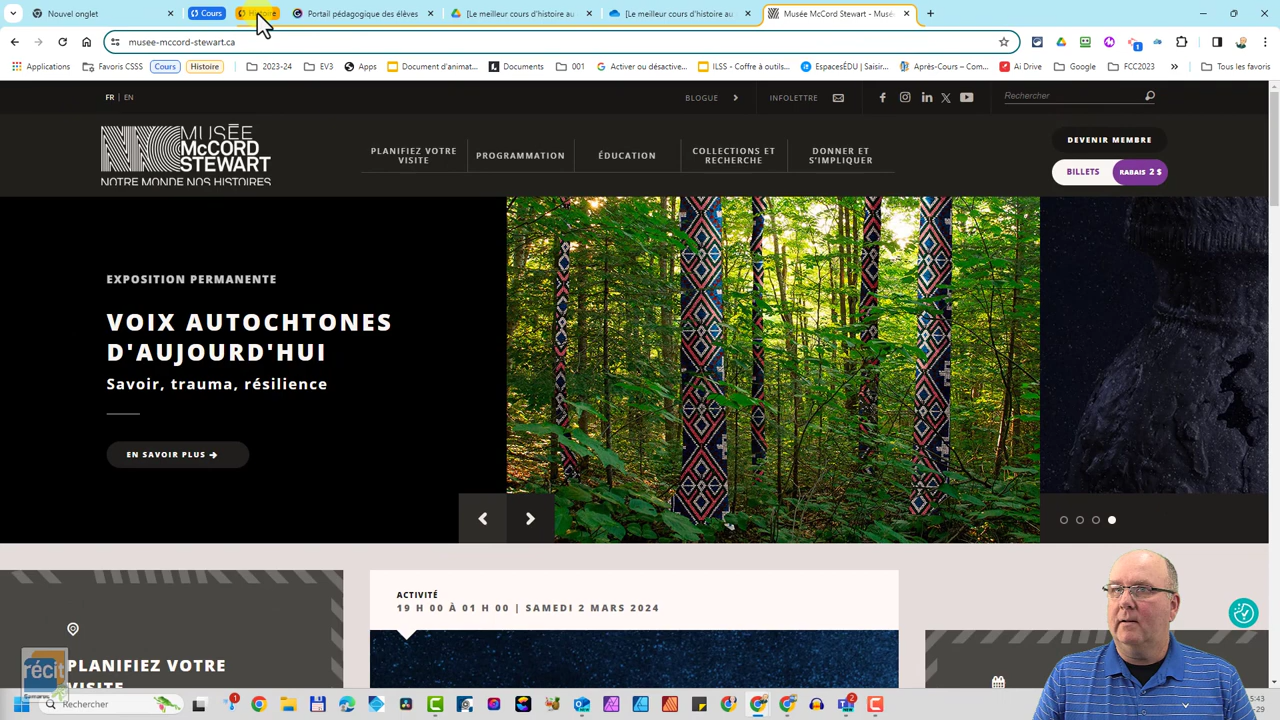 Nouvel onglet
Cours
Histoire
Portail pédagogique des élèves
[Le meilleur cours d'histoire au
[Le meilleur cours d'histoire au
Musée McCord Stewart - Musé
musee-mccord-stewart.ca
Applications
Favoris CSSS
Cours
Histoire
2023-24
EV3
Apps
Document d'animat...
Documents
001
Activer ou désactive...
ILSS - Coffre à outils...
EspacesÉDU | Saisir...
Après-Cours – Com...
Ai Drive
Google
FCC2023
Tous les favoris
FR | EN
BLOGUE
INFOLETTRE
Rechercher
MUSÉE
McCORD
STEWART
NOTRE MONDE NOS HISTOIRES
PLANIFIEZ VOTRE
VISITE
PROGRAMMATION
ÉDUCATION
COLLECTIONS ET
RECHERCHE
DONNER ET
S'IMPLIQUER
DEVENIR MEMBRE
BILLETS
RABAIS 2 $
EXPOSITION PERMANENTE
VOIX AUTOCHTONES
D'AUJOURD'HUI
Savoir, trauma, résilience
EN SAVOIR PLUS
ACTIVITÉ
19 H 00 À 01 H 00 | SAMEDI 2 MARS 2024
PLANIFIEZ VOTRE
VISITE
récit
Rechercher
15:43